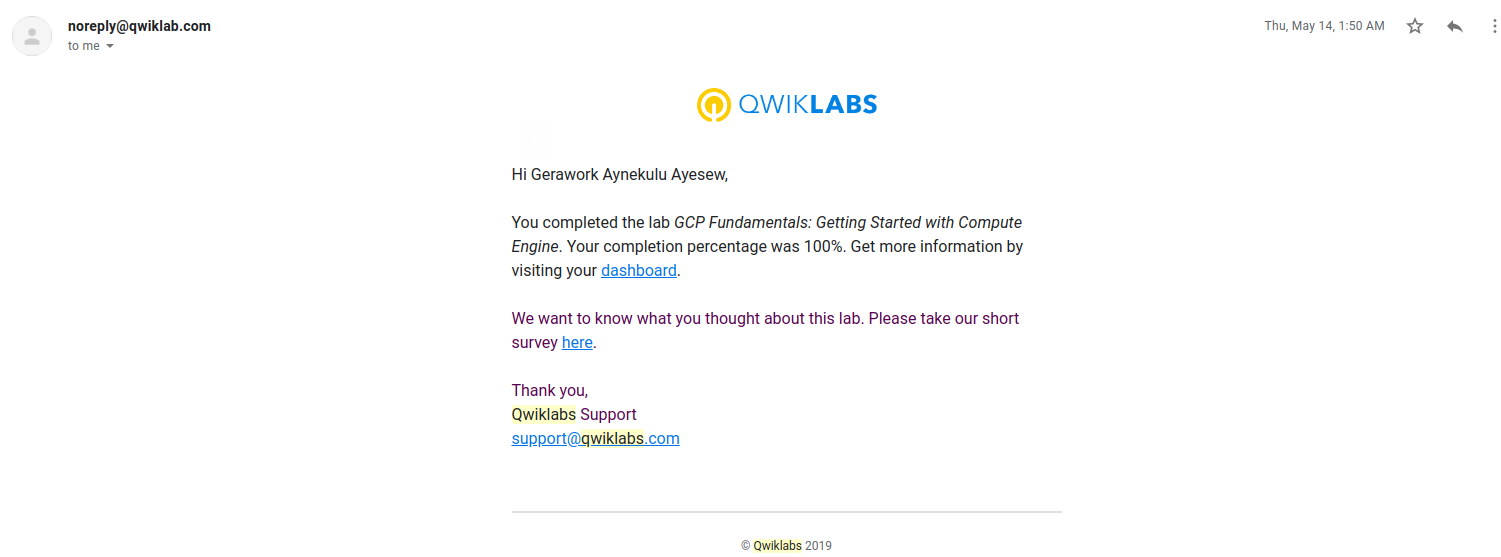 noreply@qwiklab.com
Thu, May 14, 1:50 AM
to me
QWIKLABS
Hi Gerawork Aynekulu Ayesew,
You completed the lab GCP Fundamentals: Getting Started with Compute
Engine. Your completion percentage was 100%. Get more information by
visiting your dashboard.
We want to know what you thought about this lab. Please take our short
survey here.
Thank you,
Qwiklabs Support
support@qwiklabs.com
© Qwiklabs 2019